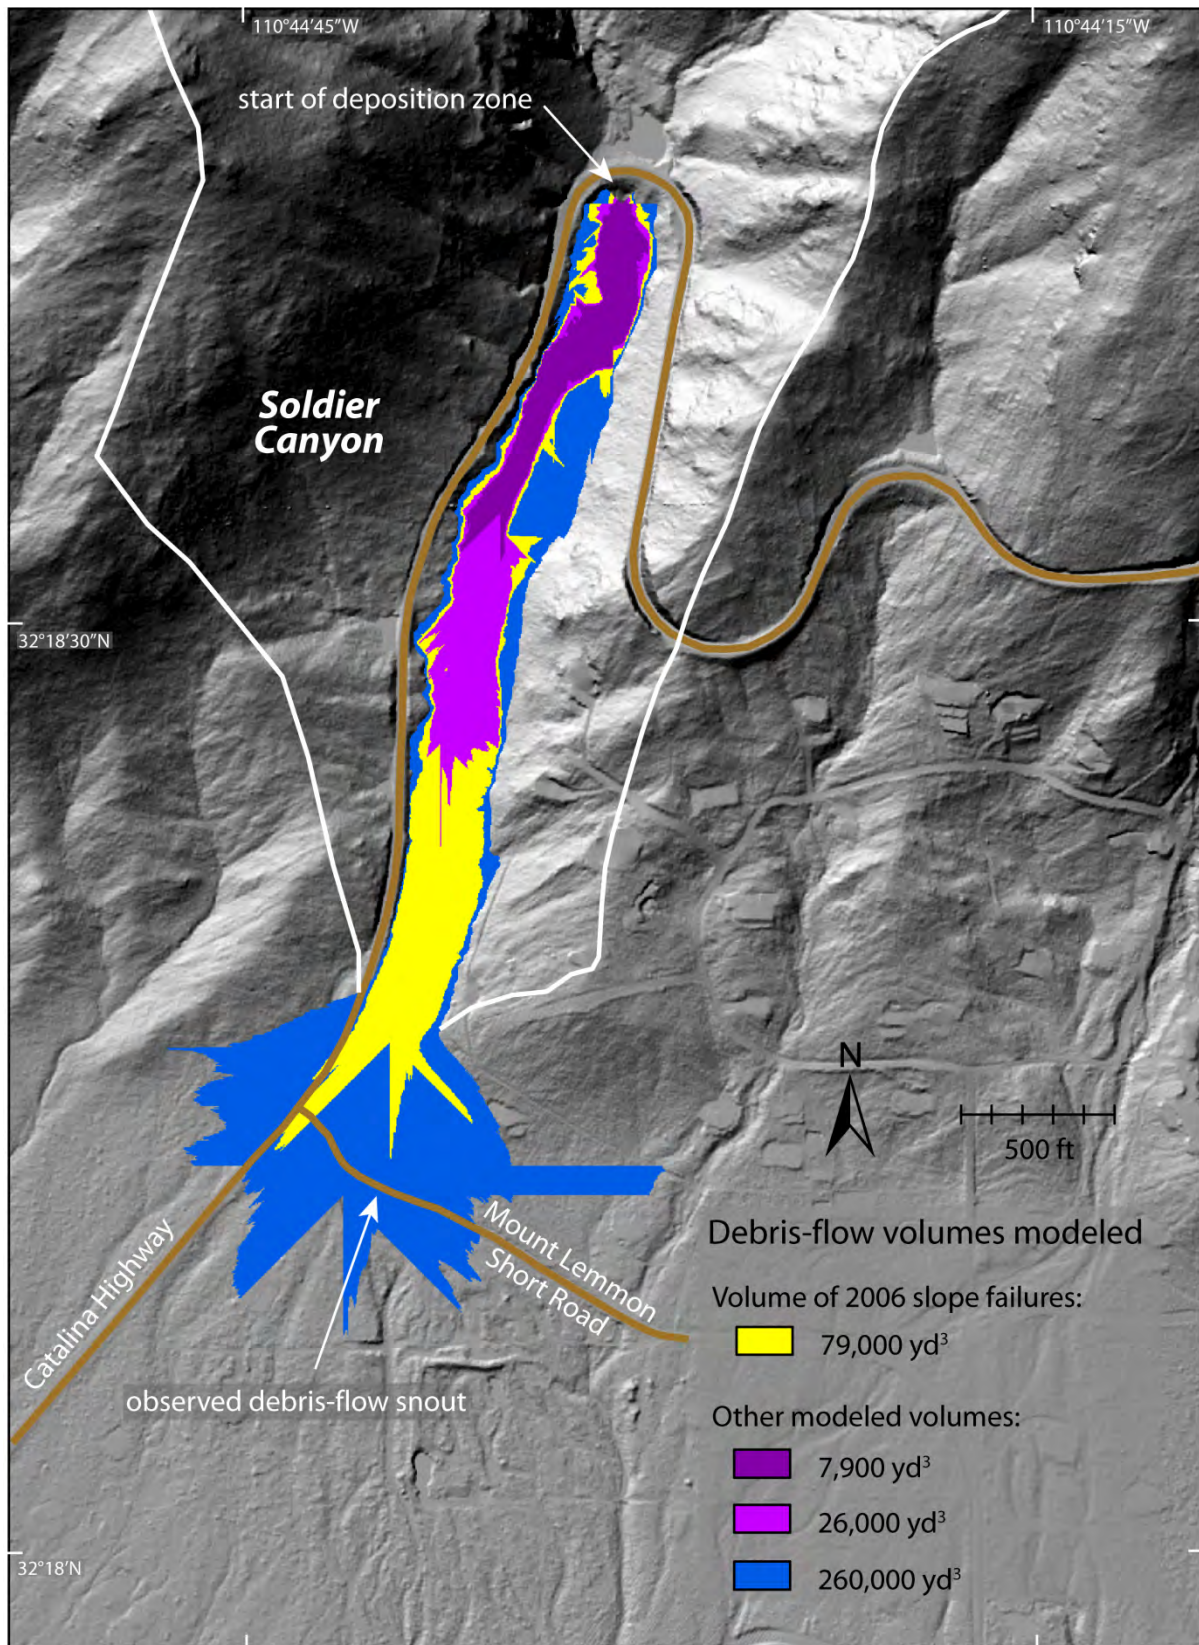 110°44′45″W
110°44′15″W
start of deposition zone
Soldier
Canyon
32°18′30″N
N
500 ft
Mount Lemmon
Short Road
Catalina Highway
observed debris-flow snout
Debris-flow volumes modeled
Volume of 2006 slope failures:
79,000 yd³
Other modeled volumes:
7,900 yd³
26,000 yd³
260,000 yd³
32°18′N